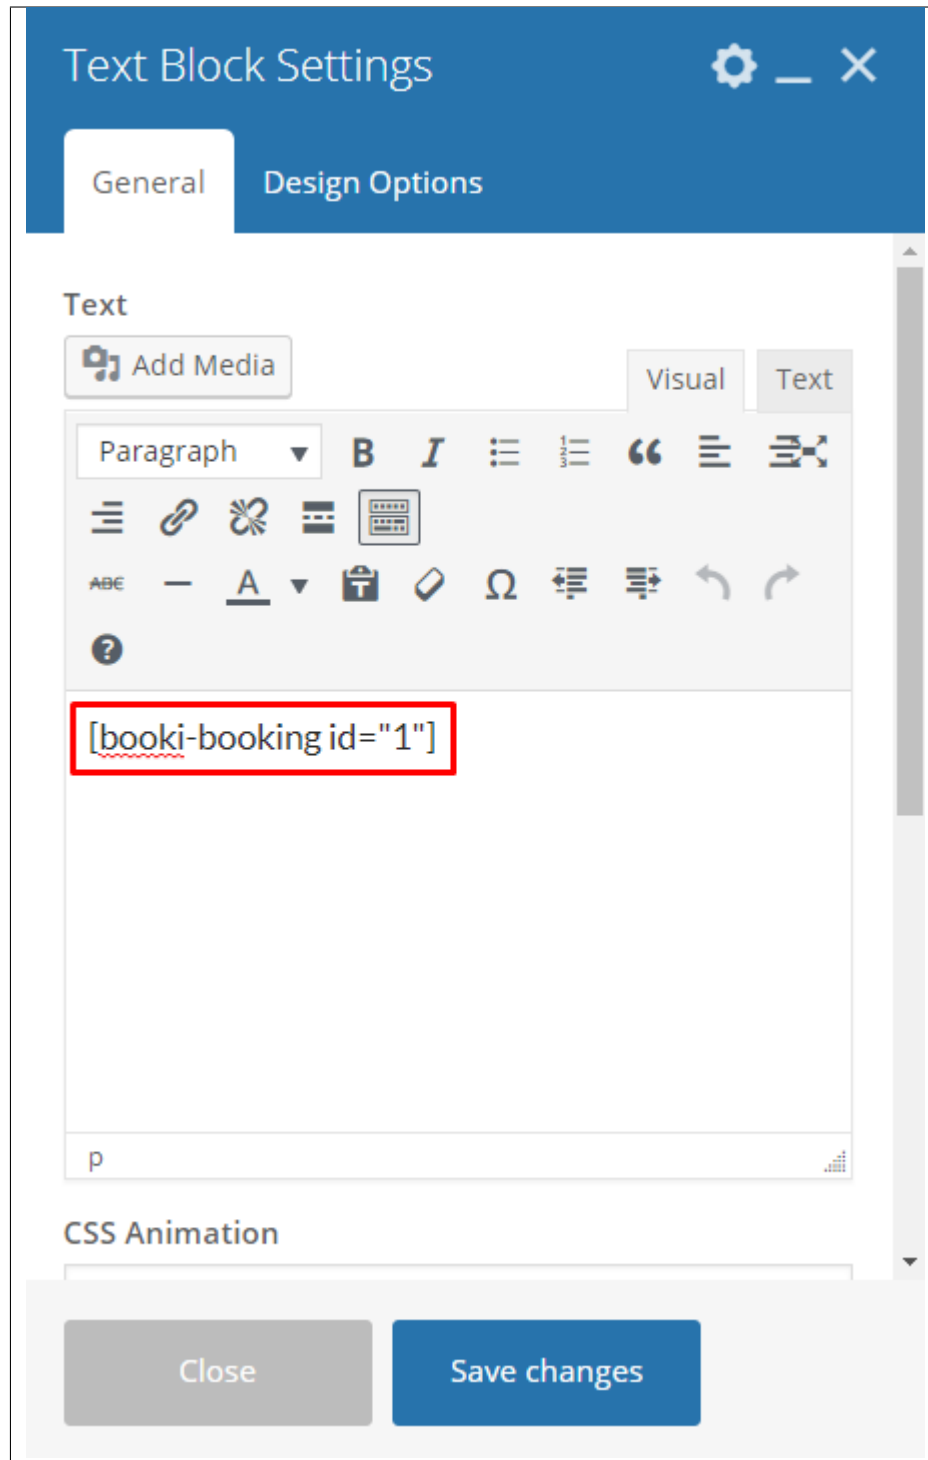 Text Block Settings
General Design Options
Text
Add Media
Visual Text
Paragraph B I
ABC A Ω
[booki-booking id="1"]
p
CSS Animation
Close Save changes